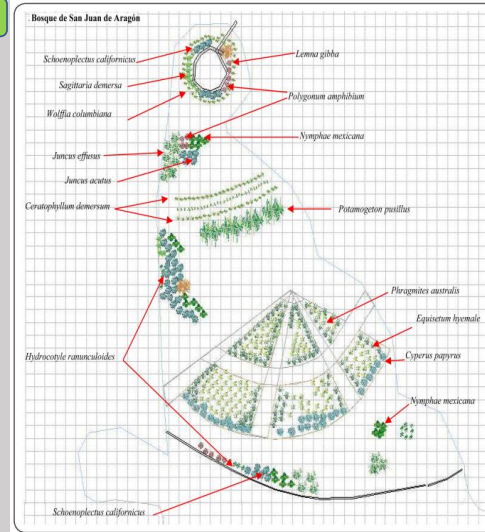 Bosque de San Juan de Aragón
Schoenoplectus californicus
Lemna gibba
Sagittaria demersa
Polygonum amphibium
Wolffia columbiana
Nymphae mexicana
Juncus effusus
Juncus acutus
Ceratophyllum demersum
Potamogeton pusillus
Phragmites australis
Equisetum hyemale
Hydrocotyle ranunculoides
Cyperus papyrus
Nymphae mexicana
Schoenoplectus californicus